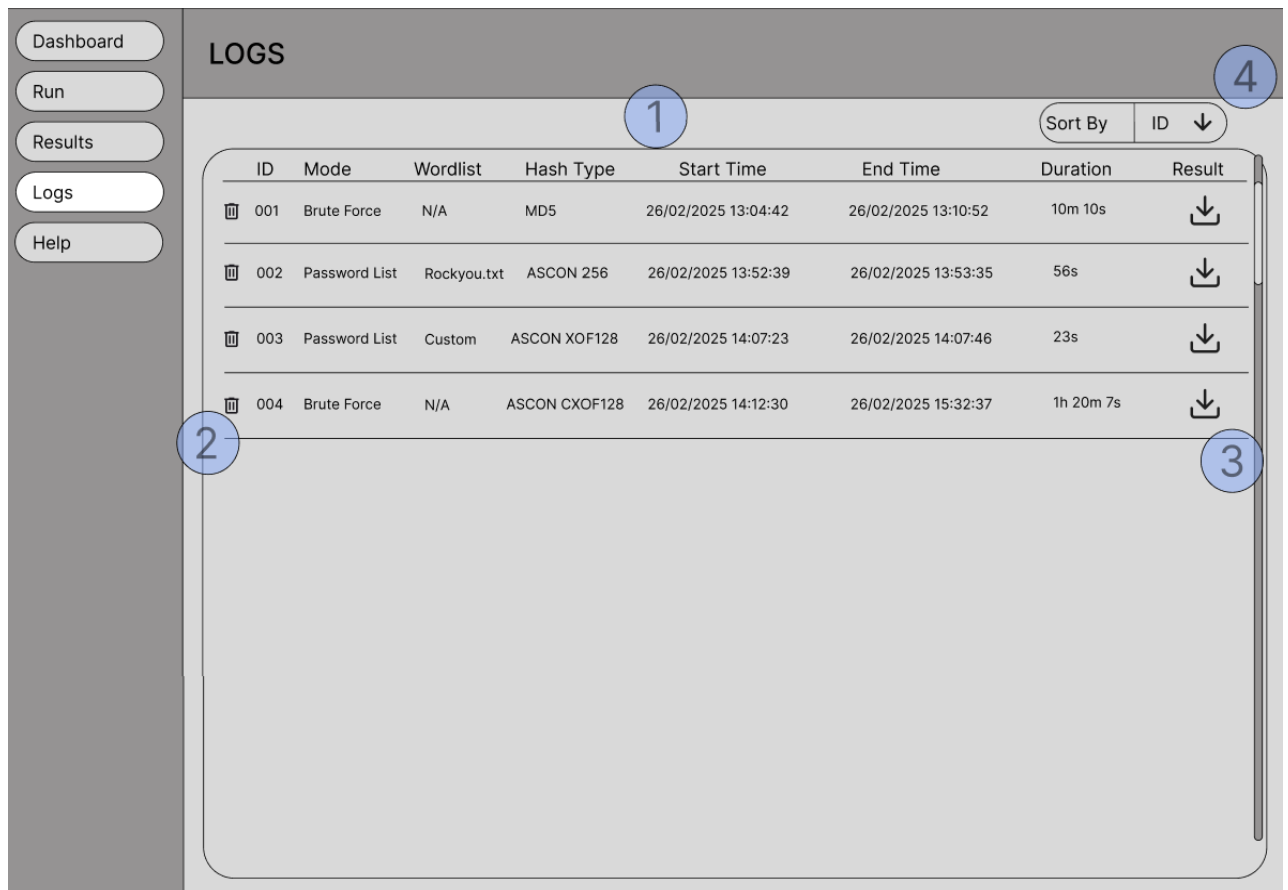 Dashboard
Run
Results
Logs
Help
LOGS
4
1
Sort By ID
ID Mode Wordlist Hash Type Start Time End Time Duration Result
001 Brute Force N/A MD5 26/02/2025 13:04:42 26/02/2025 13:10:52 10m 10s
002 Password List Rockyou.txt ASCON 256 26/02/2025 13:52:39 26/02/2025 13:53:35 56s
003 Password List Custom ASCON XOF128 26/02/2025 14:07:23 26/02/2025 14:07:46 23s
004 Brute Force N/A ASCON CXOF128 26/02/2025 14:12:30 26/02/2025 15:32:37 1h 20m 7s
2
3